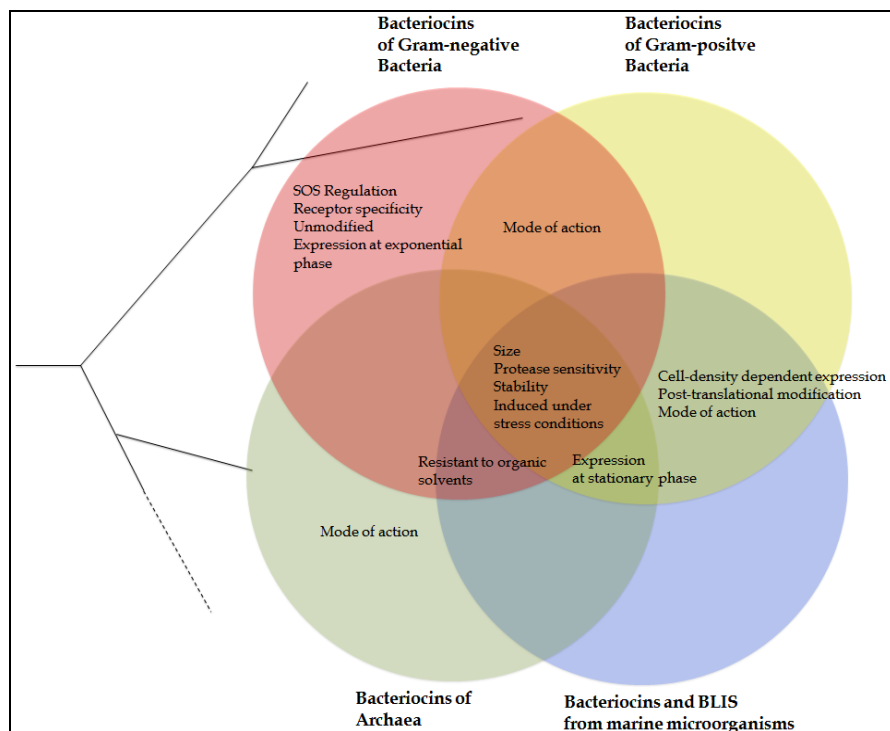 Bacteriocins
of Gram-negative
Bacteria
Bacteriocins
of Gram-positve
Bacteria
SOS Regulation
Receptor specificity
Unmodified
Expression at exponential
phase
Mode of action
Size
Protease sensitivity
Stability
Induced under
stress conditions
Cell-density dependent expression
Post-translational modification
Mode of action
Resistant to organic
solvents
Expression
at stationary phase
Mode of action
Bacteriocins of
Archaea
Bacteriocins and BLIS
from marine microorganisms